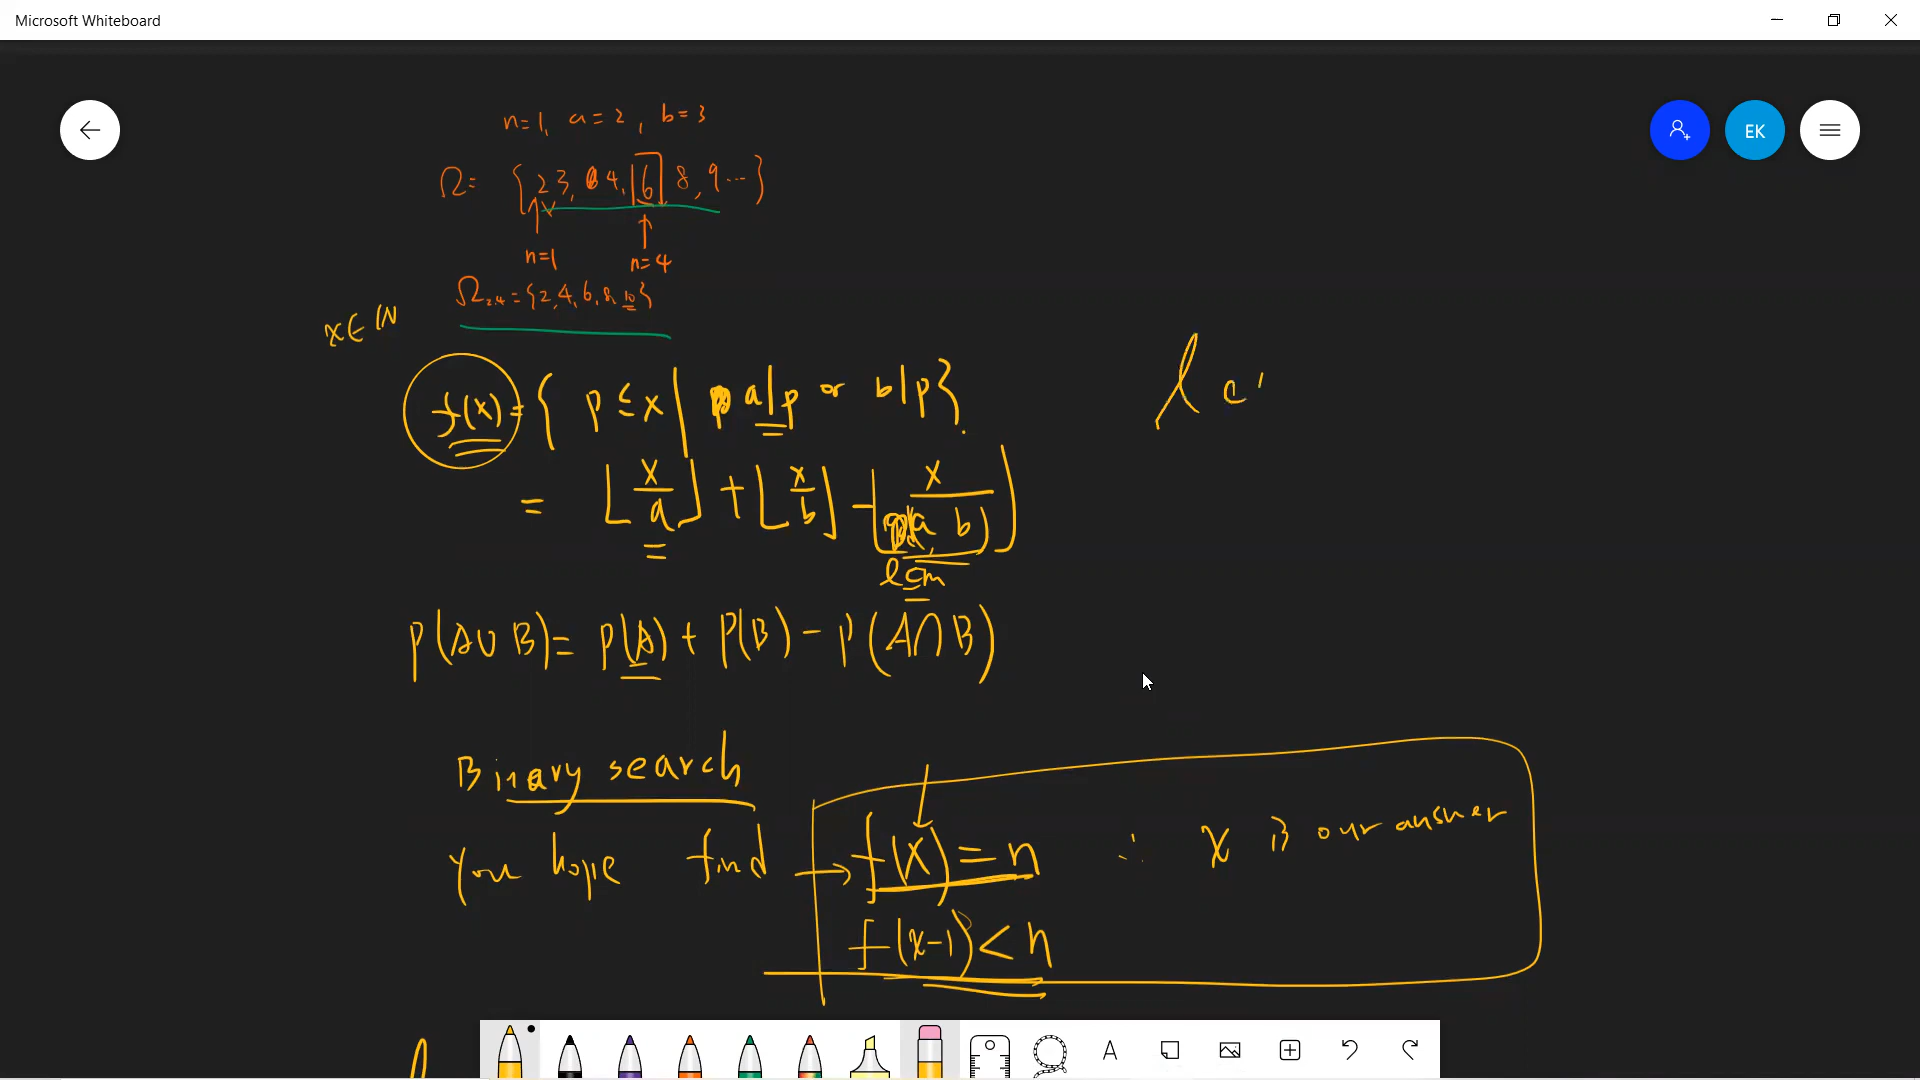 Microsoft Whiteboard
EK
n=1, a=2, b=3
Ω= {2 3, 4, 6 8, 9...}
n=1 n=4
Ω₂,₄={2,4,6,8,10}
x∈ℕ
f(x)={ p≤x | a|p or b|p}.
= ⌊x/a⌋+⌊x/b⌋-⌊x/(a, b)⌋
lcm
P(A∪B)= P(A)+ P(B)- P(A∩B)
Binary search
You hope find → f(x)=n ∴ x is our answer
f(x-1)<n